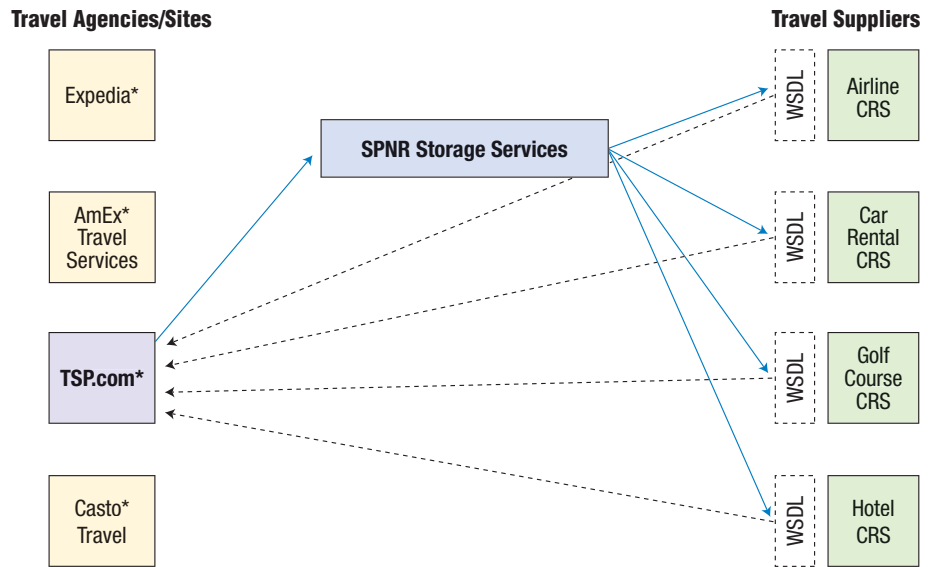 Travel Agencies/Sites
Travel Suppliers
Expedia*
AmEx*
Travel
Services
TSP.com*
Casto*
Travel
SPNR Storage Services
WSDL
Airline
CRS
WSDL
Car
Rental
CRS
WSDL
Golf
Course
CRS
WSDL
Hotel
CRS